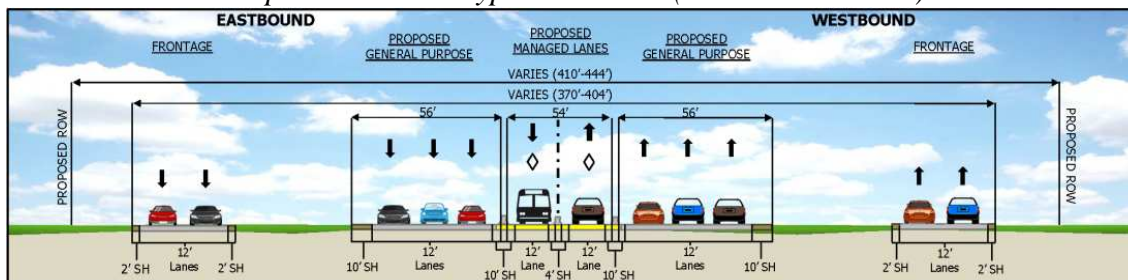 EASTBOUND
WESTBOUND
FRONTAGE
PROPOSED
GENERAL PURPOSE
PROPOSED
MANAGED LANES
PROPOSED
GENERAL PURPOSE
FRONTAGE
VARIES (410'-444')
VARIES (370'-404')
56'
54'
56'
PROPOSED ROW
PROPOSED ROW
12'
Lanes
12'
Lanes
12'
Lane
12'
Lane
12'
Lanes
12'
Lanes
2' SH
2' SH
10' SH
10' SH
4' SH
10' SH
10' SH
2' SH
2' SH